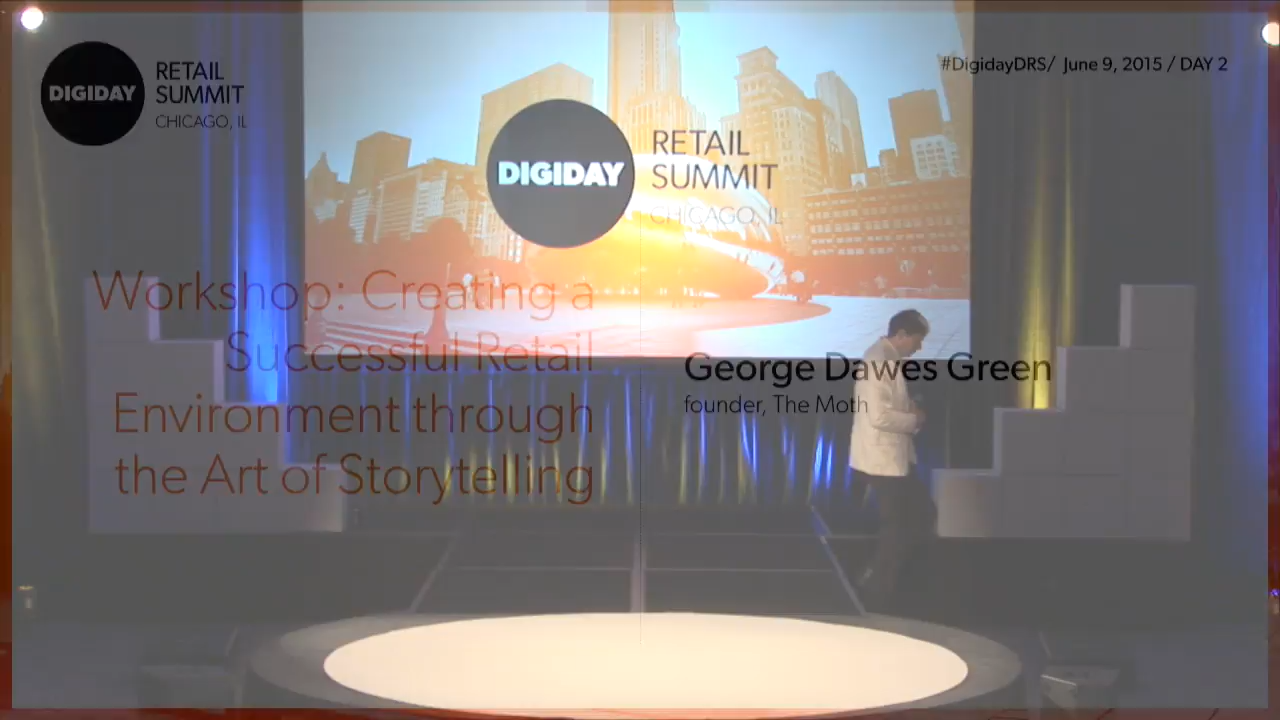 DIGIDAY
RETAIL
SUMMIT
CHICAGO, IL
#DigidayDRS/ June 9, 2015 / DAY 2
DIGIDAY
RETAIL
SUMMIT
CHICAGO, IL
Workshop: Creating a
Successful Retail
Environment through
the Art of Storytelling
George Dawes Green
founder, The Moth